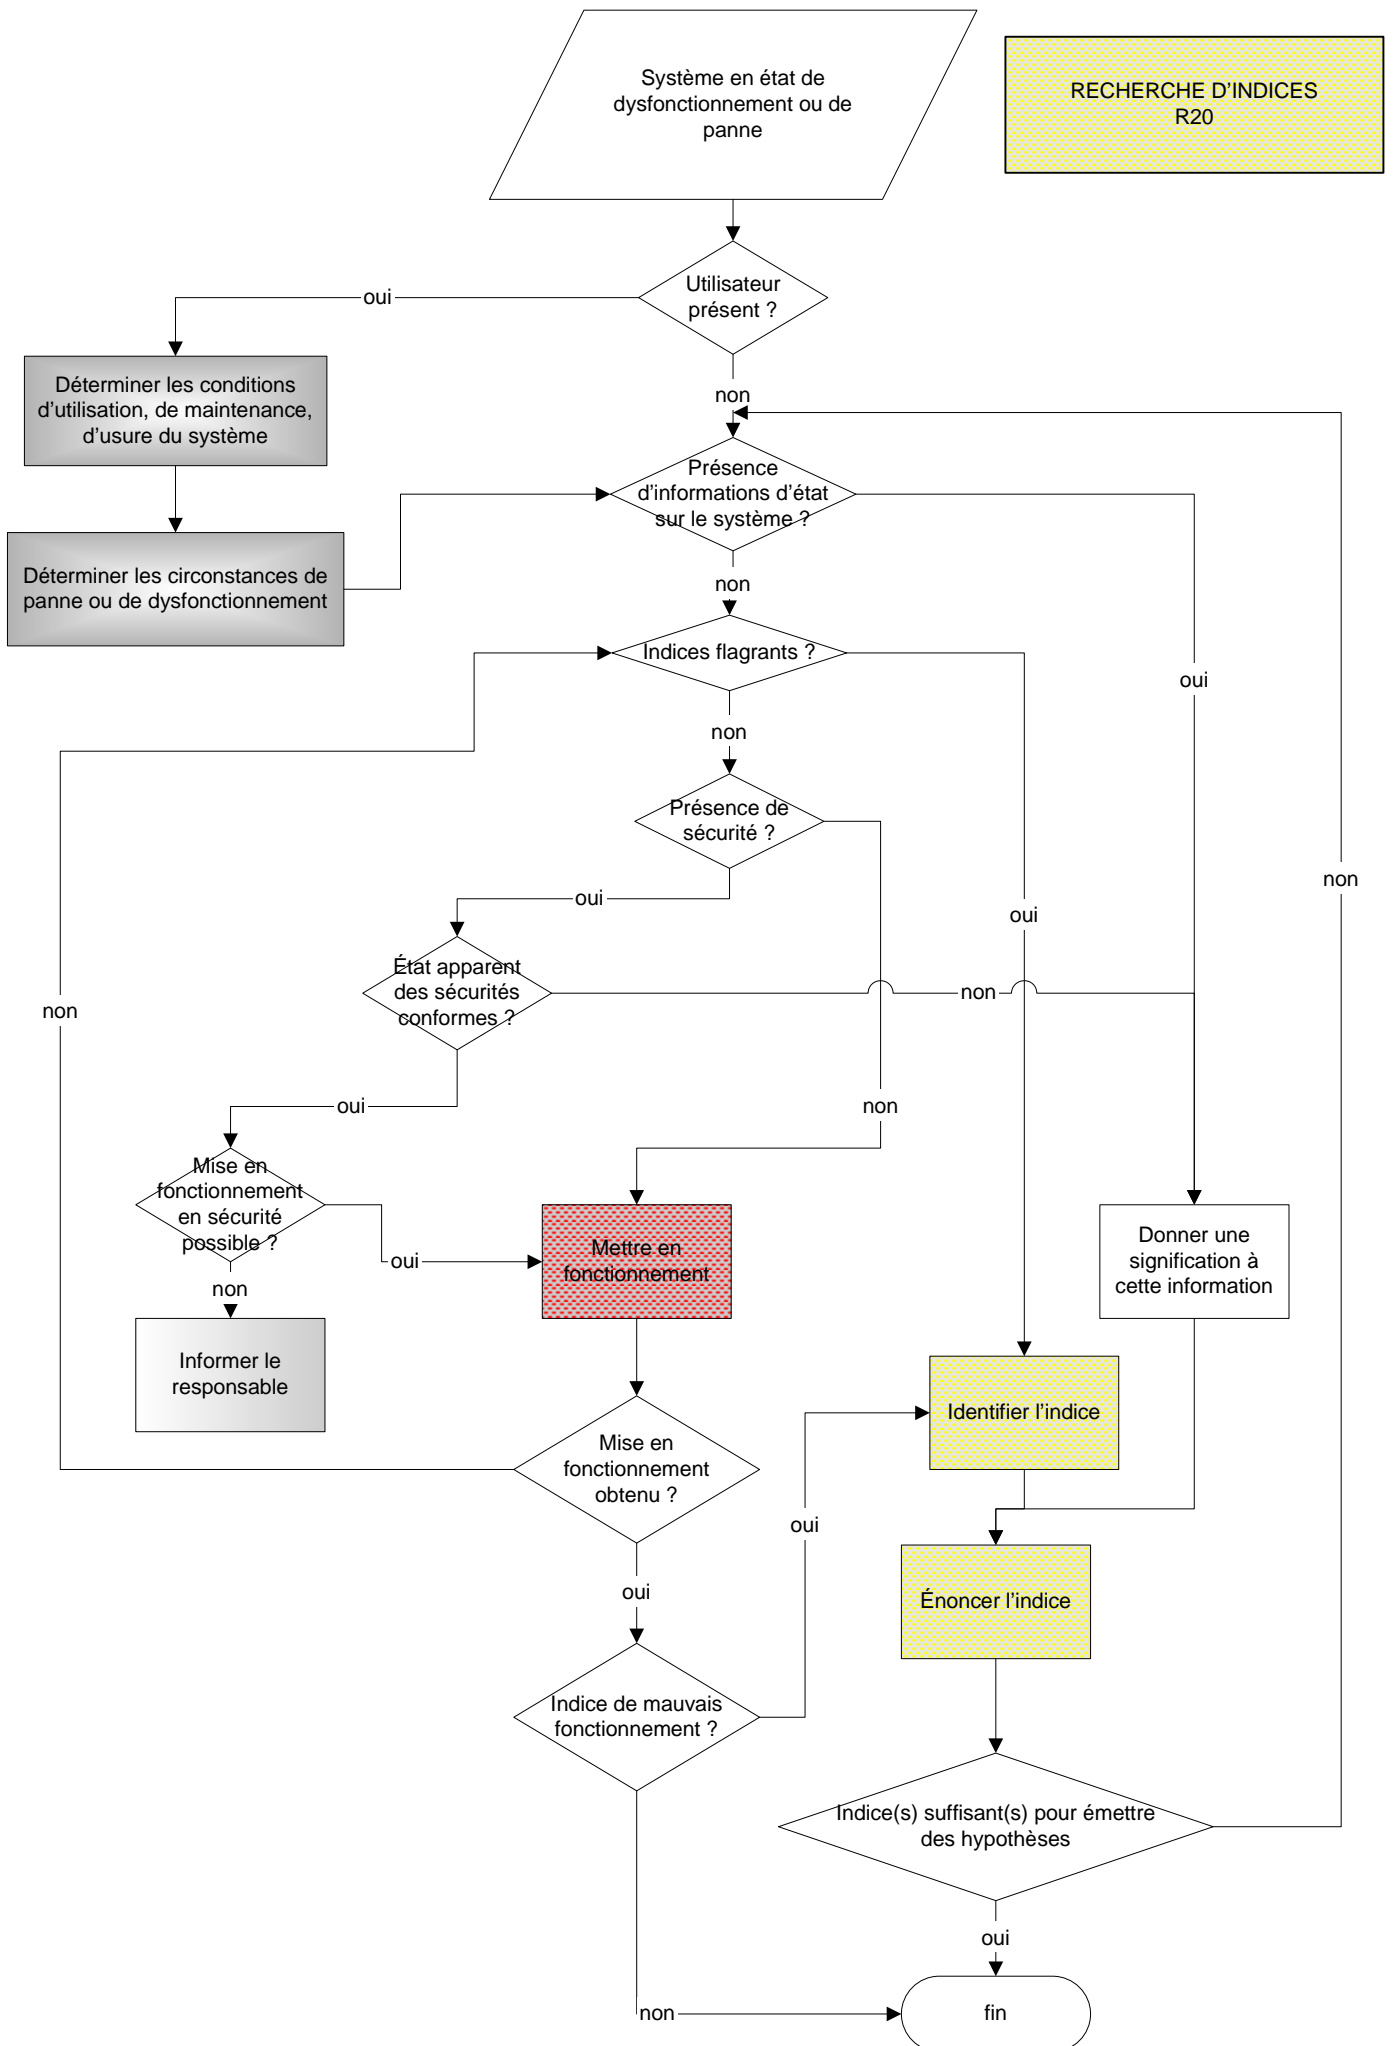 Système en état de
dysfonctionnement ou de
panne
RECHERCHE D'INDICES
R20
Utilisateur
présent ?
oui
non
Déterminer les conditions
d'utilisation, de maintenance,
d'usure du système
Présence
d'informations d'état
sur le système ?
Déterminer les circonstances de
panne ou de dysfonctionnement
non
oui
Indices flagrants ?
non
oui
Présence de
sécurité ?
oui
non
État apparent
des sécurités
conformes ?
non
non
non
oui
Mise en
fonctionnement
en sécurité
possible ?
oui
non
Mettre en
fonctionnement
Donner une
signification à
cette information
Informer le
responsable
Identifier l'indice
Mise en
fonctionnement
obtenu ?
oui
oui
Énoncer l'indice
Indice de mauvais
fonctionnement ?
Indice(s) suffisant(s) pour émettre
des hypothèses
oui
non
fin